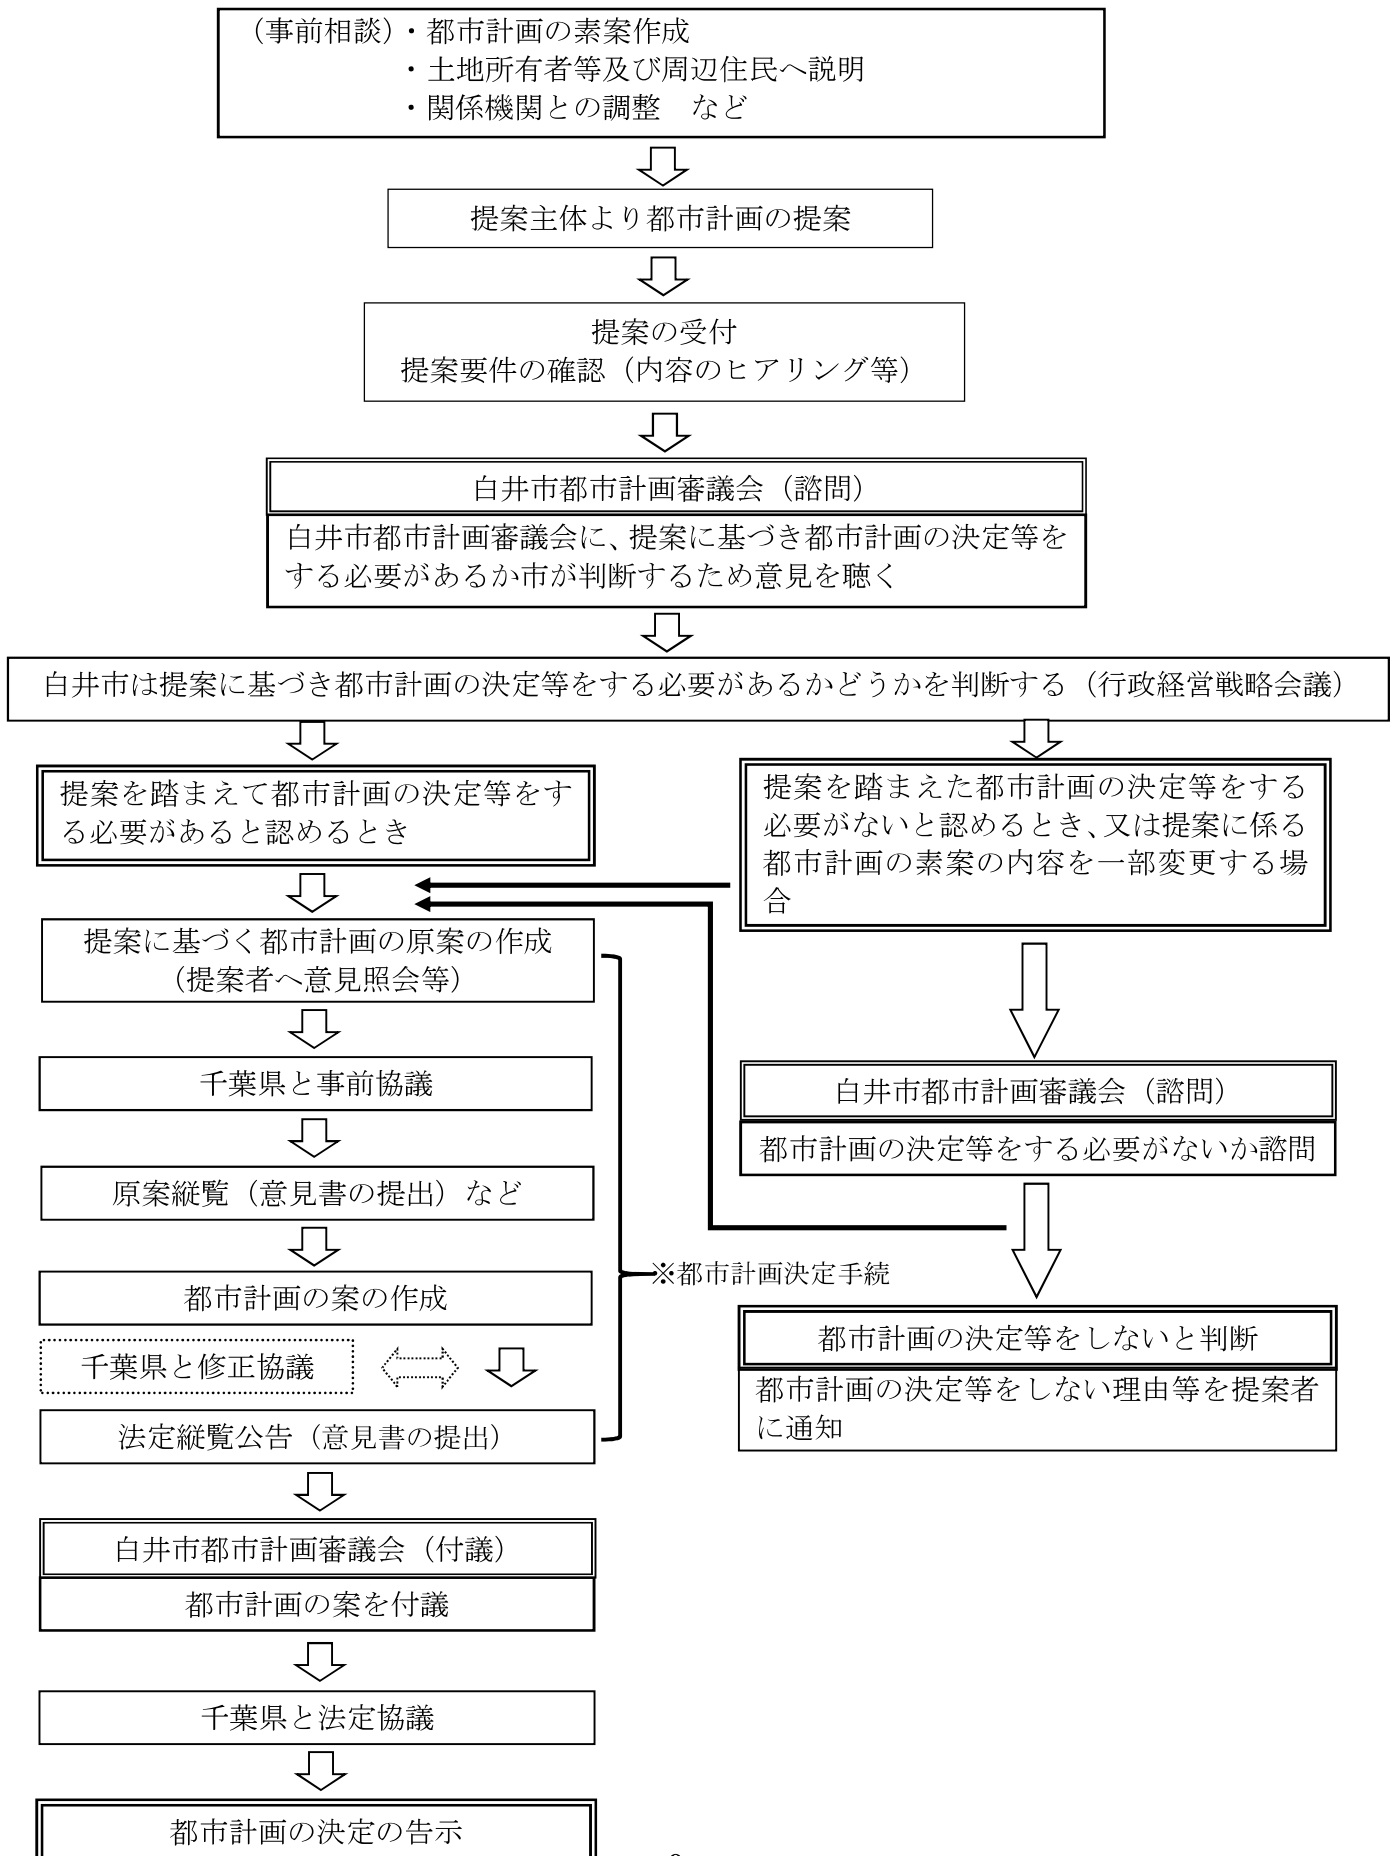 （事前相談）・都市計画の素案作成
・土地所有者等及び周辺住民へ説明
・関係機関との調整　など
提案主体より都市計画の提案
提案の受付
提案要件の確認（内容のヒアリング等）
白井市都市計画審議会（諮問）
白井市都市計画審議会に、提案に基づき都市計画の決定等を
する必要があるか市が判断するため意見を聴く
白井市は提案に基づき都市計画の決定等をする必要があるかどうかを判断する（行政経営戦略会議）
提案を踏まえて都市計画の決定等をす
る必要があると認めるとき
提案を踏まえた都市計画の決定等をする
必要がないと認めるとき、又は提案に係る
都市計画の素案の内容を一部変更する場
合
提案に基づく都市計画の原案の作成
（提案者へ意見照会等）
千葉県と事前協議
原案縦覧（意見書の提出）など
都市計画の案の作成
千葉県と修正協議
法定縦覧公告（意見書の提出）
※都市計画決定手続
白井市都市計画審議会（諮問）
都市計画の決定等をする必要がないか諮問
都市計画の決定等をしないと判断
都市計画の決定等をしない理由等を提案者
に通知
白井市都市計画審議会（付議）
都市計画の案を付議
千葉県と法定協議
都市計画の決定の告示